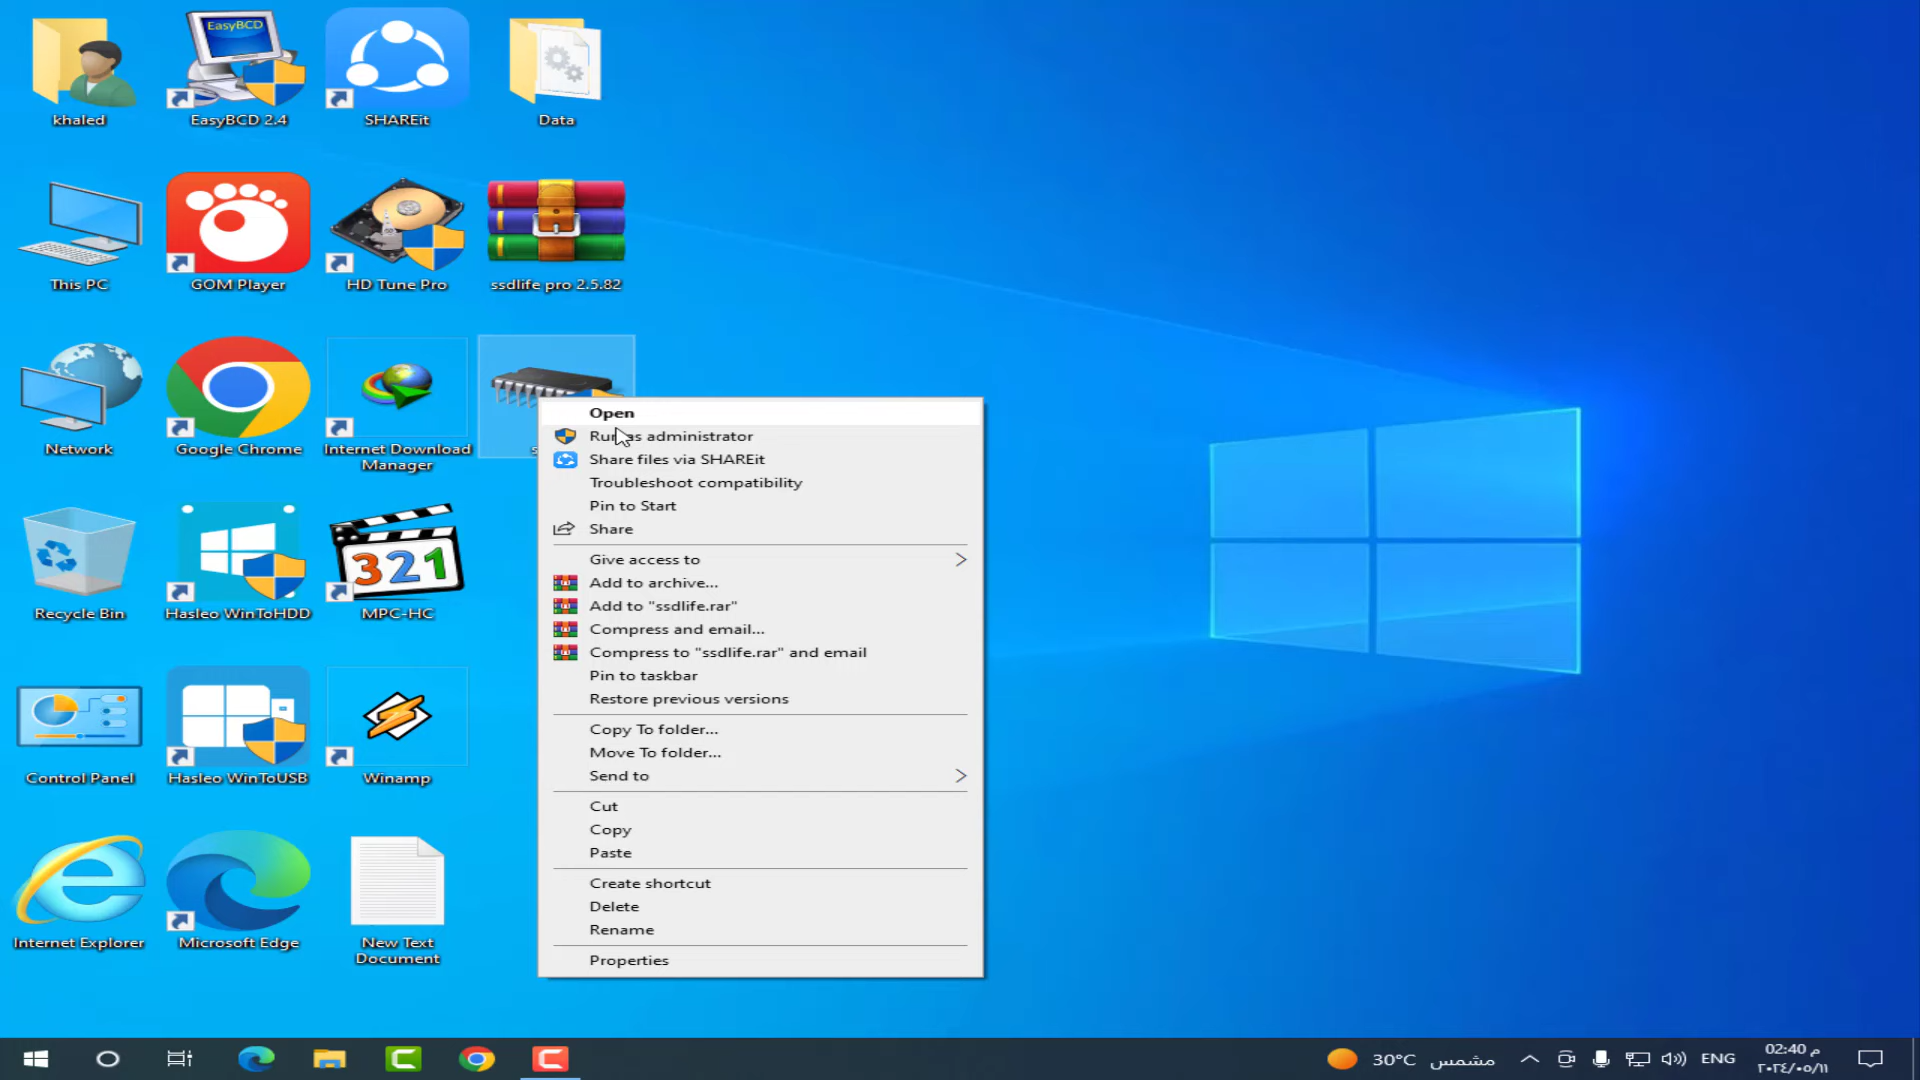 khaled
EasyBCD
EasyBCD 2.4
SHAREit
Data
This PC
GOM Player
HD Tune Pro
ssdlife pro 2.5.82
Network
Google Chrome
Internet Download
Manager
Recycle Bin
Hasleo WinToHDD
321
MPC-HC
Control Panel
Hasleo WinToUSB
Winamp
Internet Explorer
Microsoft Edge
New Text
Document
Open
Run as administrator
Share files via SHAREit
Troubleshoot compatibility
Pin to Start
Share
Give access to
Add to archive...
Add to "ssdlife.rar"
Compress and email...
Compress to "ssdlife.rar" and email
Pin to taskbar
Restore previous versions
Copy To folder...
Move To folder...
Send to
Cut
Copy
Paste
Create shortcut
Delete
Rename
Properties
30°C مشمس
ENG
02:40 م
٢٠٢٤/٠٥/١١